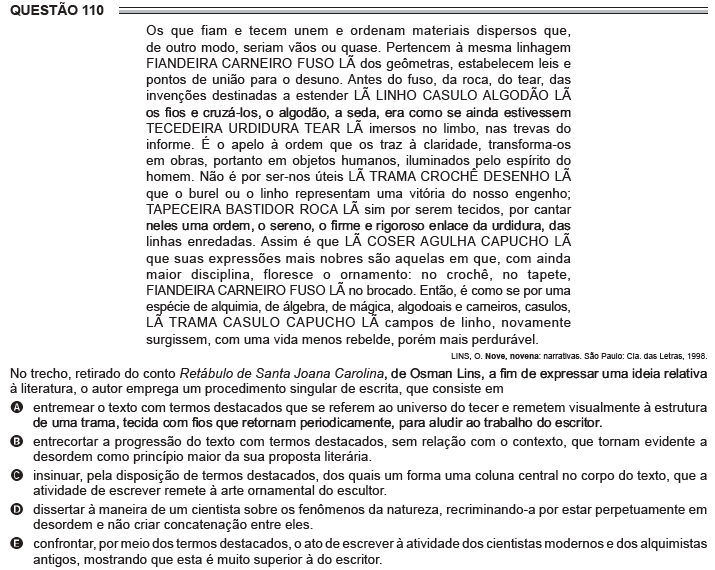 QUESTÃO 110
Os que fiam e tecem unem e ordenam materiais dispersos que,
de outro modo, seriam vãos ou quase. Pertencem à mesma linhagem
FIANDEIRA CARNEIRO FUSO LÃ dos geômetras, estabelecem leis e
pontos de união para o desuno. Antes do fuso, da roca, do tear, das
invenções destinadas a estender LÃ LINHO CASULO ALGODÃO LÃ
os fios e cruzá-los, o algodão, a seda, era como se ainda estivessem
TECEDEIRA URDIDURA TEAR LÃ imersos no limbo, nas trevas do
informe. É o apelo à ordem que os traz à claridade, transforma-os
em obras, portanto em objetos humanos, iluminados pelo espírito do
homem. Não é por ser-nos úteis LÃ TRAMA CROCHÊ DESENHO LÃ
que o burel ou o linho representam uma vitória do nosso engenho;
TAPECEIRA BASTIDOR ROCA LÃ sim por serem tecidos, por cantar
neles uma ordem, o sereno, o firme e rigoroso enlace da urdidura, das
linhas enredadas. Assim é que LÃ COSER AGULHA CAPUCHO LÃ
que suas expressões mais nobres são aquelas em que, com ainda
maior disciplina, floresce o ornamento: no crochê, no tapete,
FIANDEIRA CARNEIRO FUSO LÃ no brocado. Então, é como se por uma
espécie de alquimia, de álgebra, de mágica, algodoais e carneiros, casulos,
LÃ TRAMA CASULO CAPUCHO LÃ campos de linho, novamente
surgissem, com uma vida menos rebelde, porém mais perdurável.
LINS, O. Nove, novena: narrativas. São Paulo: Cia. das Letras, 1998.
No trecho, retirado do conto Retábulo de Santa Joana Carolina, de Osman Lins, a fim de expressar uma ideia relativa
à literatura, o autor emprega um procedimento singular de escrita, que consiste em
A entremear o texto com termos destacados que se referem ao universo do tecer e remetem visualmente à estrutura
de uma trama, tecida com fios que retornam periodicamente, para aludir ao trabalho do escritor.
B entrecortar a progressão do texto com termos destacados, sem relação com o contexto, que tornam evidente a
desordem como princípio maior da sua proposta literária.
C insinuar, pela disposição de termos destacados, dos quais um forma uma coluna central no corpo do texto, que a
atividade de escrever remete à arte ornamental do escultor.
D dissertar à maneira de um cientista sobre os fenômenos da natureza, recriminando-a por estar perpetuamente em
desordem e não criar concatenação entre eles.
E confrontar, por meio dos termos destacados, o ato de escrever à atividade dos cientistas modernos e dos alquimistas
antigos, mostrando que esta é muito superior à do escritor.